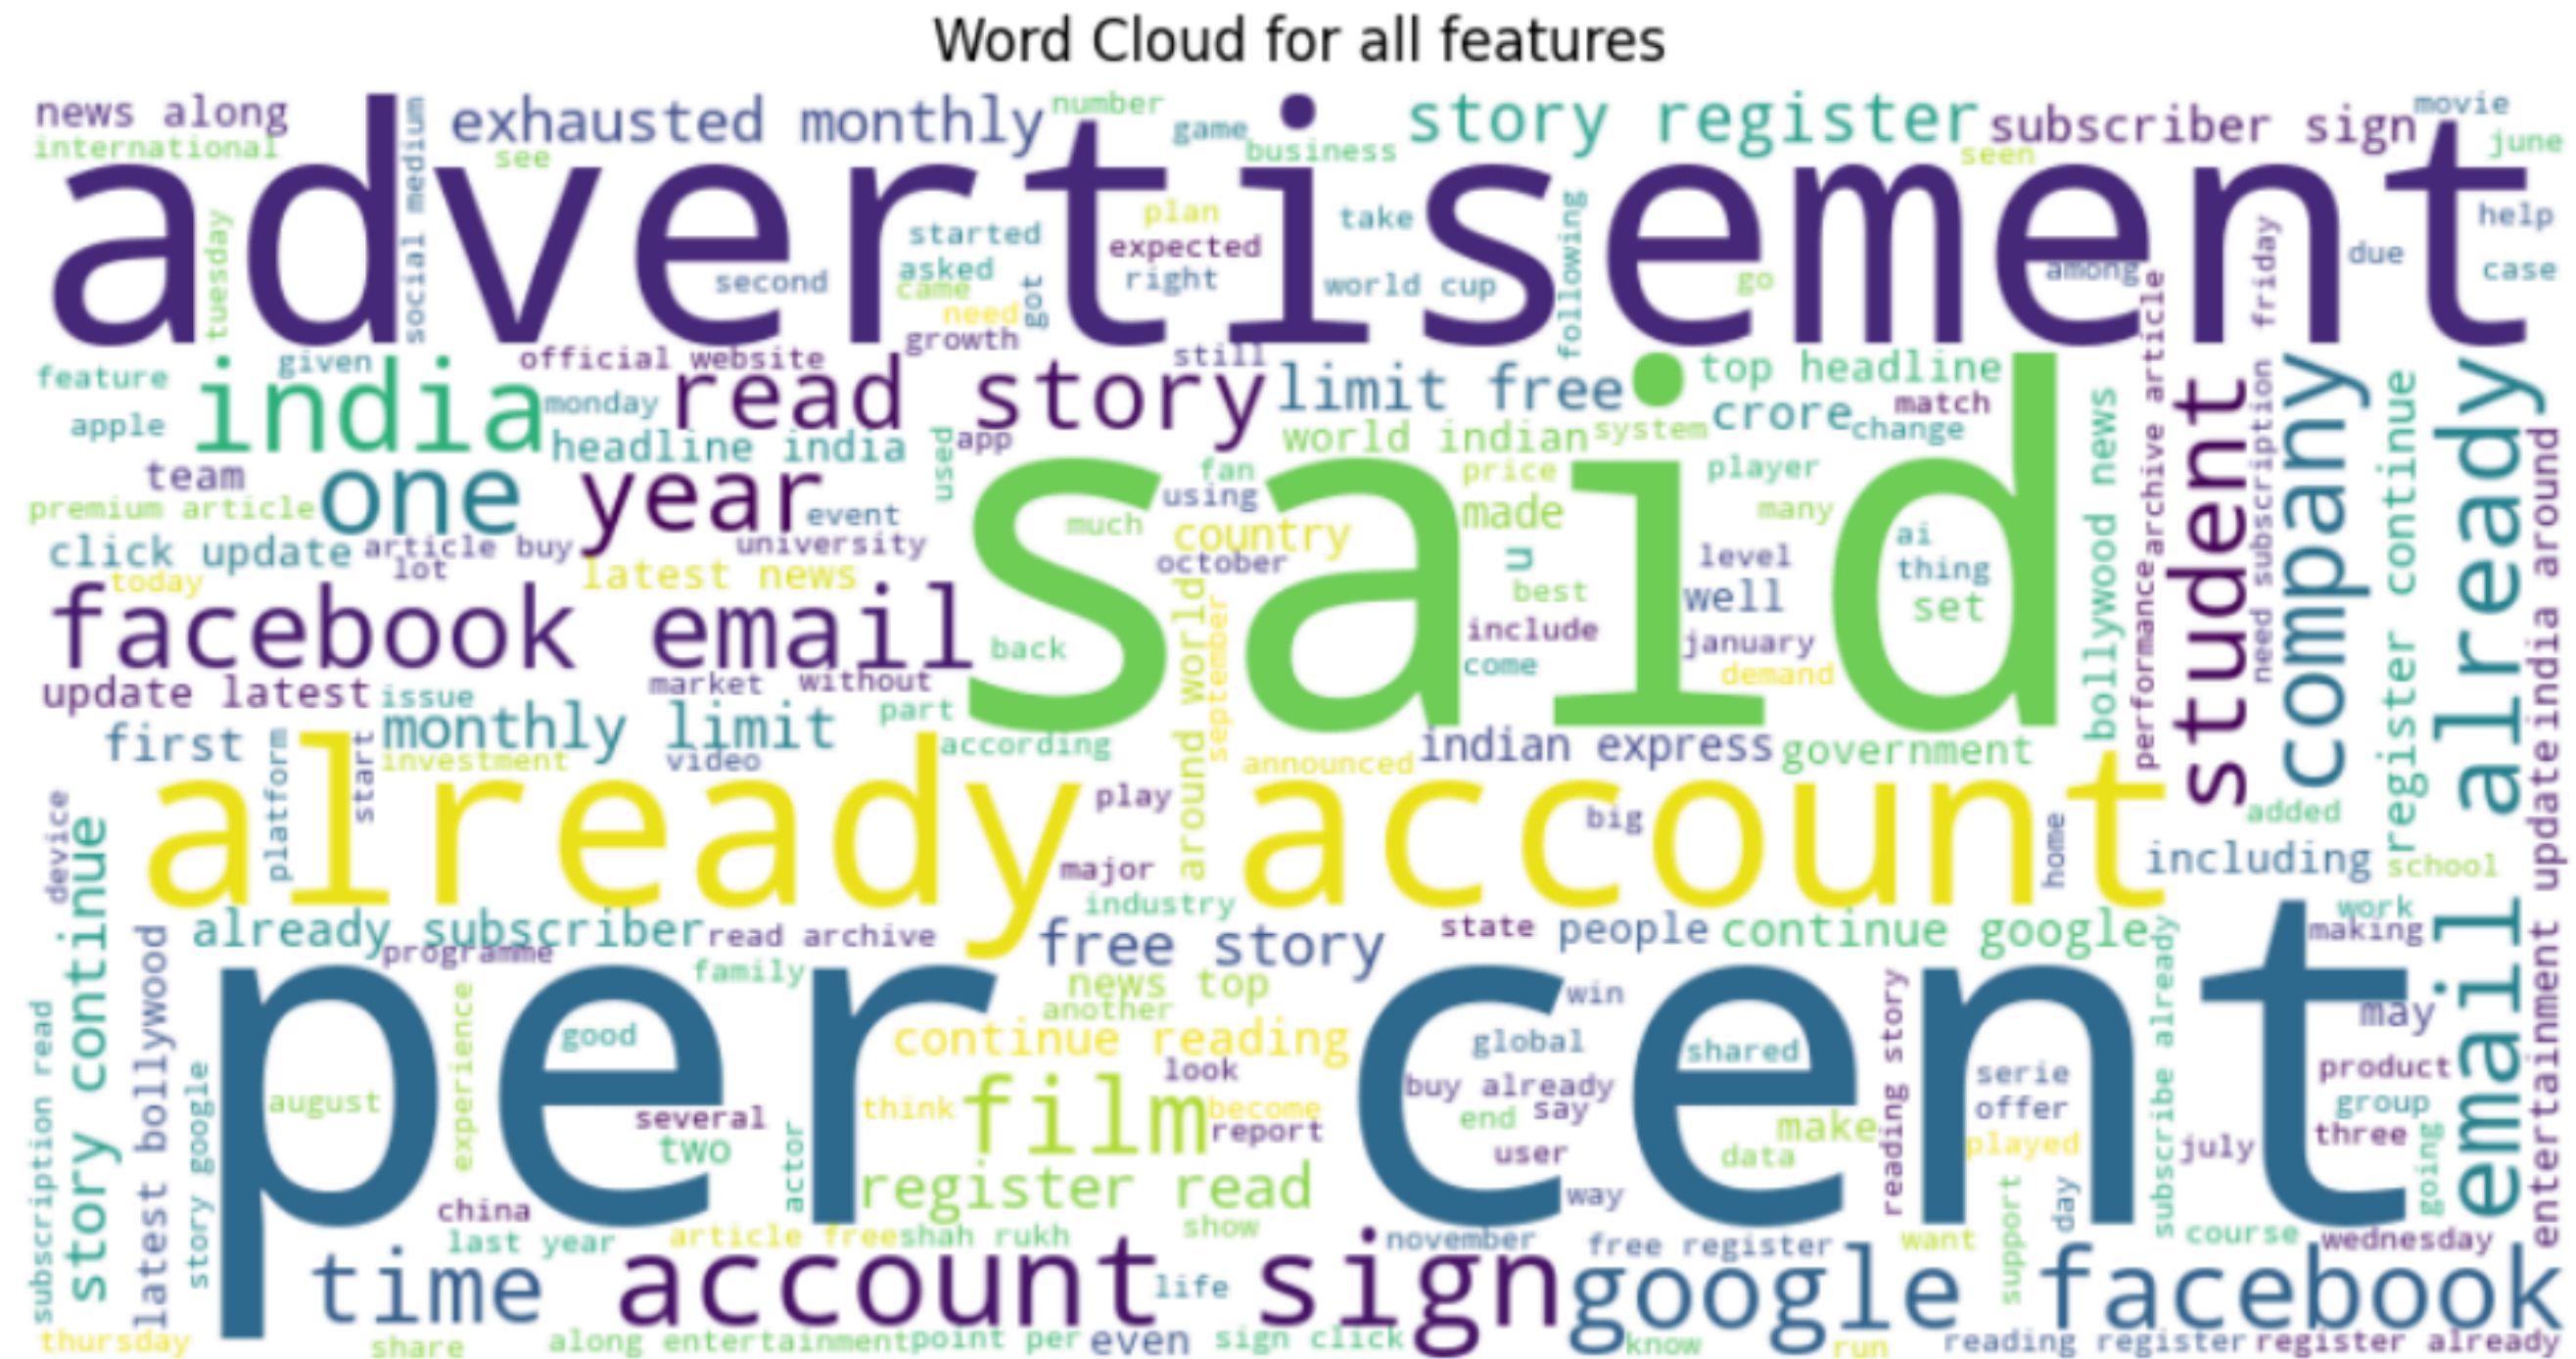 Word Cloud for all features
news along
exhausted monthly
number
story register
subscriber sign
movie
international
social medium
see
game
business
seen
june
advertisement
tuesday
started
plan
take
following
help
second
asked
expected
right
world cup
go
among
friday
due
case
came
need
got
growth
given
official website
still
feature
india
monday
read story
limit free
top headline
crore
match
archive article
apple
headline india
used
app
world indian
system
change
bollywood news
student
need subscription
company
register continue
already
india around
team
one
year
said
fan
price
player
premium article
event
using
made
many
much
country
ai
click update
article buy
university
october
u
level
thing
lot
today
latest news
best
well
set
facebook email
around world
september
include
january
performance
back
come
demand
update latest
issue
market
without
monthly limit
part
first
platform
start
investment
video
according
announced
indian express
government
already account
device
play
big
home
added
update
story continue
major
including
school
industry
already subscriber
read archive
free story
state
people
continue google
work
making
programme
latest bollywood
family
news top
another
win
subscribe already
email
entertainment
per cent
experience
good
continue reading
global
shared
reading story
may
subscription read
story google
august
look
buy already
serie
product
several
think
film
become
end
say
offer
group
two
actor
report
make
played
july
three
user
data
going
register read
way
china
show
support
day
last year
article free
shah rukh
november
free register
want
course
wednesday
time
account sign
life
google facebook
thursday
share
along entertainment
point per
even
sign click
know
run
reading register
register already